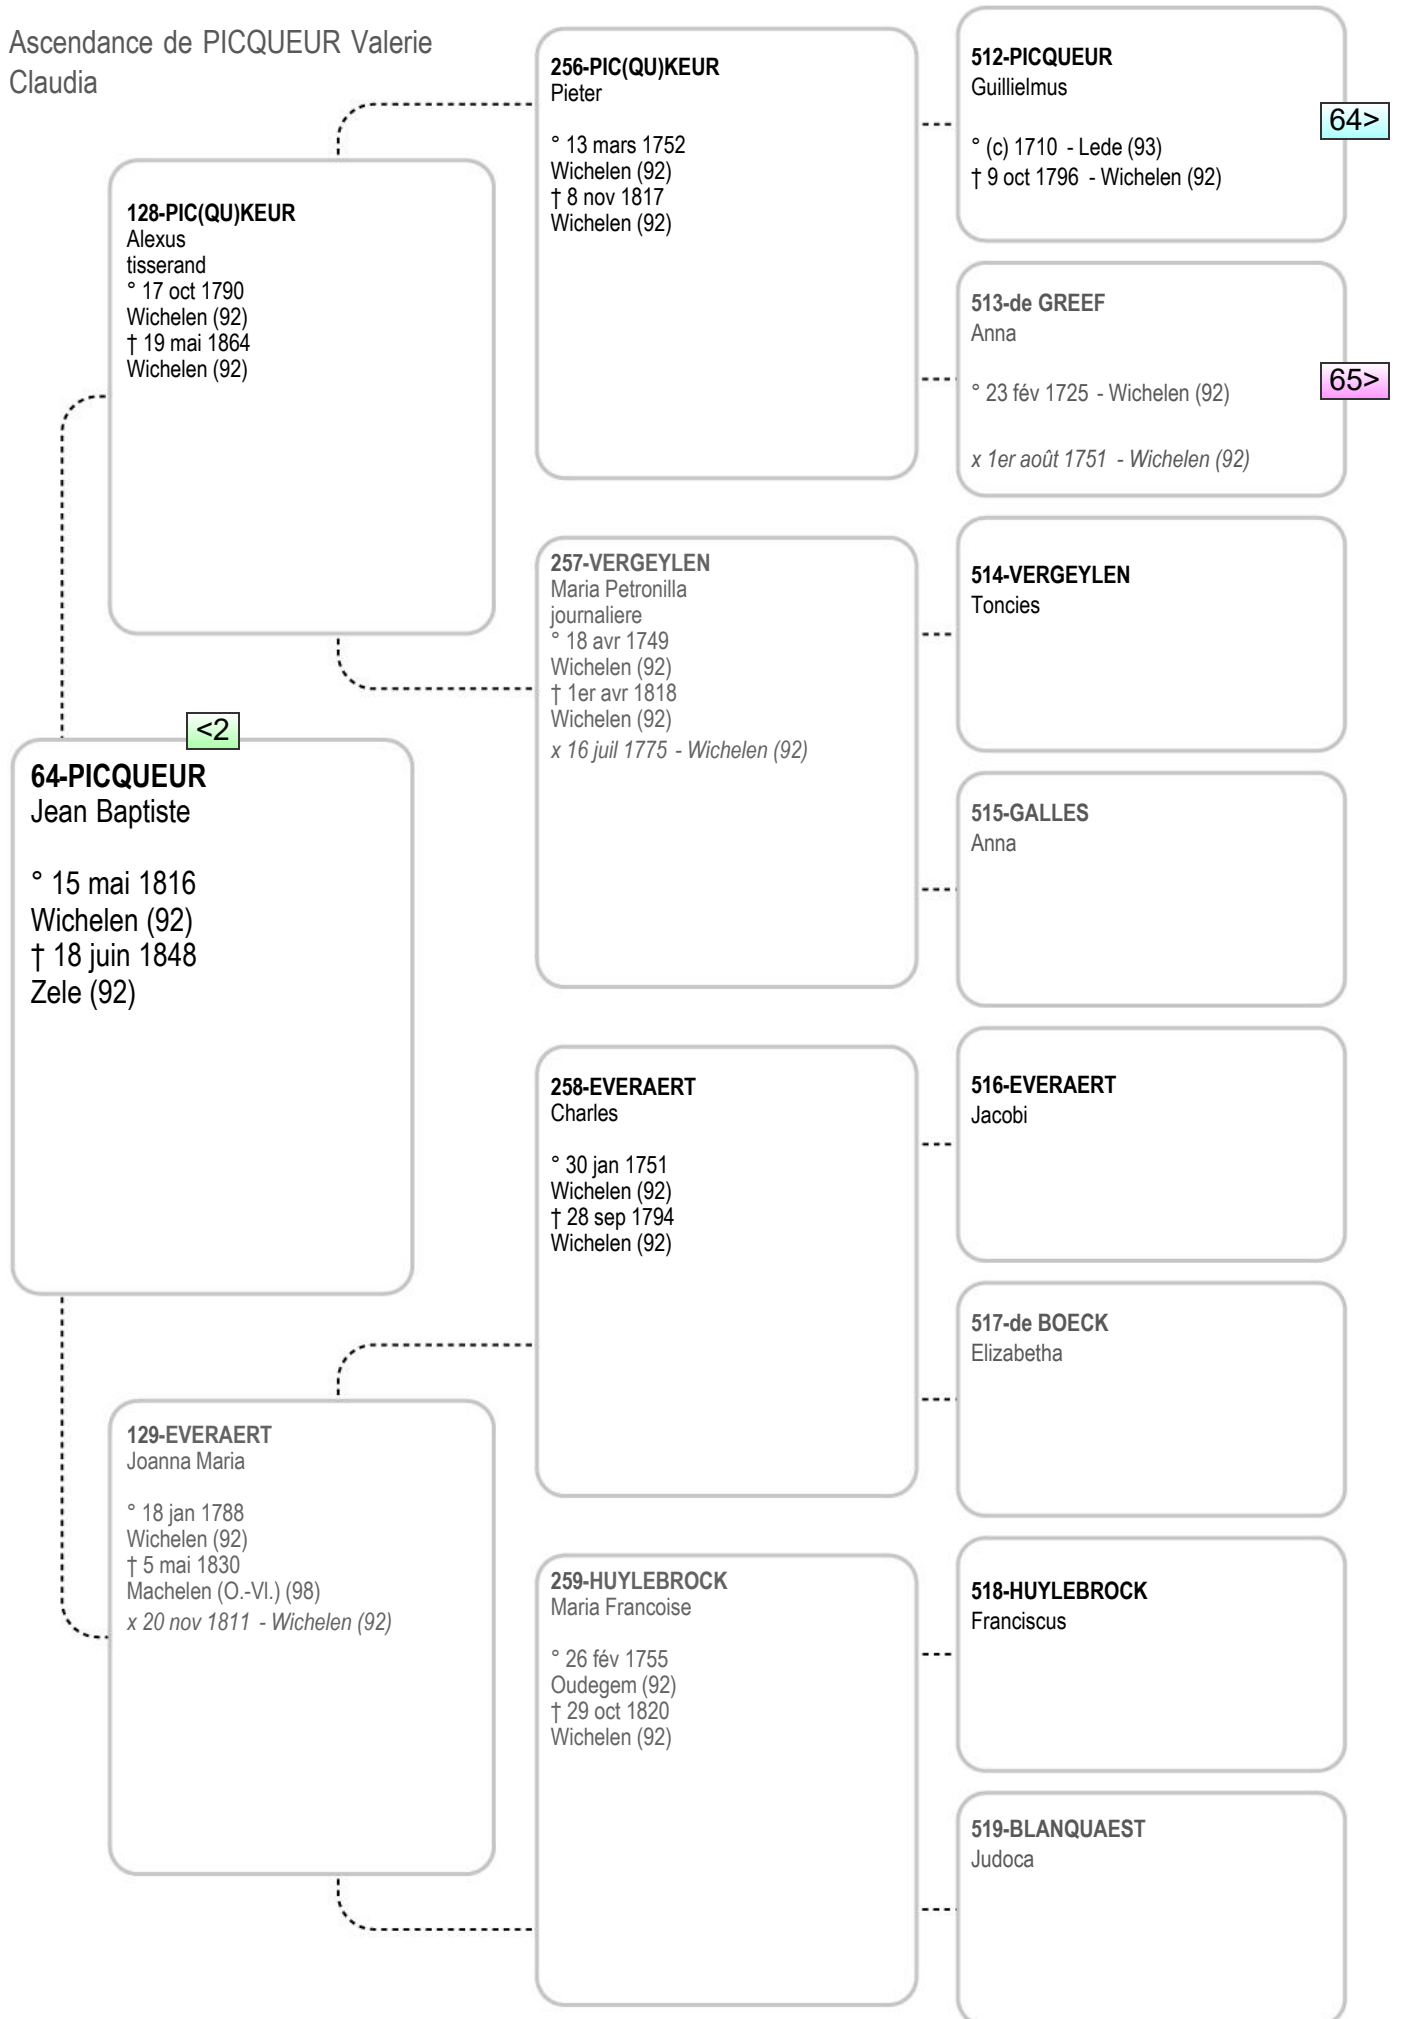 Ascendance de PICQUEUR Valerie
Claudia
64-PICQUEUR
Jean Baptiste
° 15 mai 1816
Wichelen (92)
† 18 juin 1848
Zele (92)
<2
128-PIC(QU)KEUR
Alexus
tisserand
° 17 oct 1790
Wichelen (92)
† 19 mai 1864
Wichelen (92)
129-EVERAERT
Joanna Maria
° 18 jan 1788
Wichelen (92)
† 5 mai 1830
Machelen (O.-Vl.) (98)
x 20 nov 1811 - Wichelen (92)
256-PIC(QU)KEUR
Pieter
° 13 mars 1752
Wichelen (92)
† 8 nov 1817
Wichelen (92)
257-VERGEYLEN
Maria Petronilla
journaliere
° 18 avr 1749
Wichelen (92)
† 1er avr 1818
Wichelen (92)
x 16 juil 1775 - Wichelen (92)
258-EVERAERT
Charles
° 30 jan 1751
Wichelen (92)
† 28 sep 1794
Wichelen (92)
259-HUYLEBROCK
Maria Francoise
° 26 fév 1755
Oudegem (92)
† 29 oct 1820
Wichelen (92)
512-PICQUEUR
Guillielmus
° (c) 1710 - Lede (93)
† 9 oct 1796 - Wichelen (92)
64>
513-de GREEF
Anna
° 23 fév 1725 - Wichelen (92)
x 1er août 1751 - Wichelen (92)
65>
514-VERGEYLEN
Toncies
515-GALLES
Anna
516-EVERAERT
Jacobi
517-de BOECK
Elizabetha
518-HUYLEBROCK
Franciscus
519-BLANQUAEST
Judoca